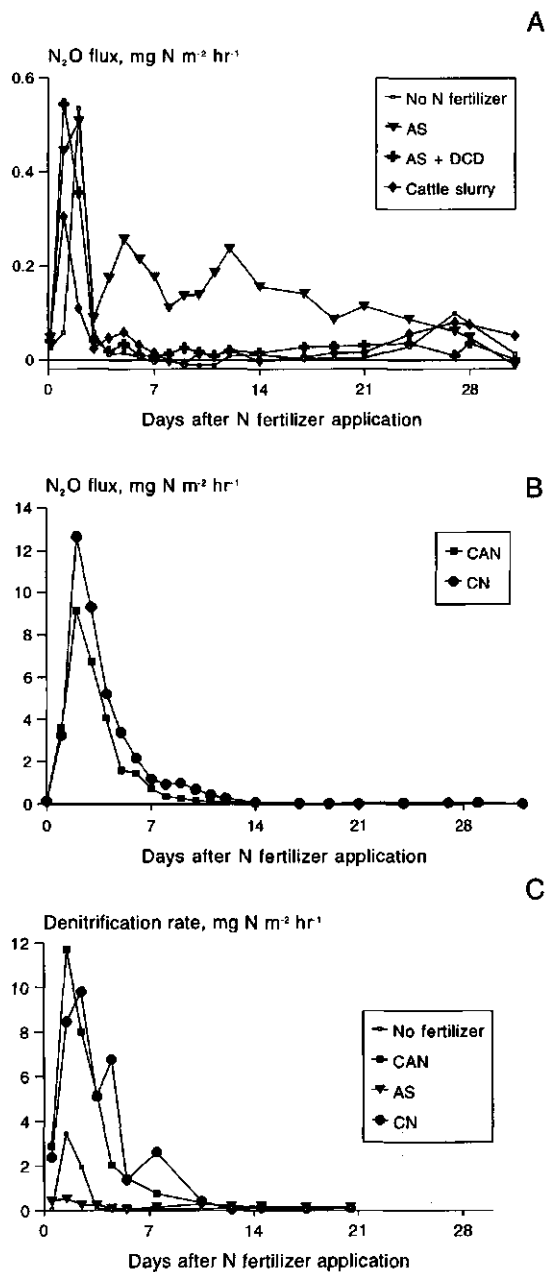 A
N₂O flux, mg N m⁻² hr⁻¹
0.6
0.4
0.2
0
No N fertilizer
AS
AS + DCD
Cattle slurry
0 7 14 21 28
Days after N fertilizer application
B
N₂O flux, mg N m⁻² hr⁻¹
14
12
10
8
6
4
2
0
CAN
CN
0 7 14 21 28
Days after N fertilizer application
C
Denitrification rate, mg N m⁻² hr⁻¹
12
10
8
6
4
2
0
No fertilizer
CAN
AS
CN
0 7 14 21 28
Days after N fertilizer application